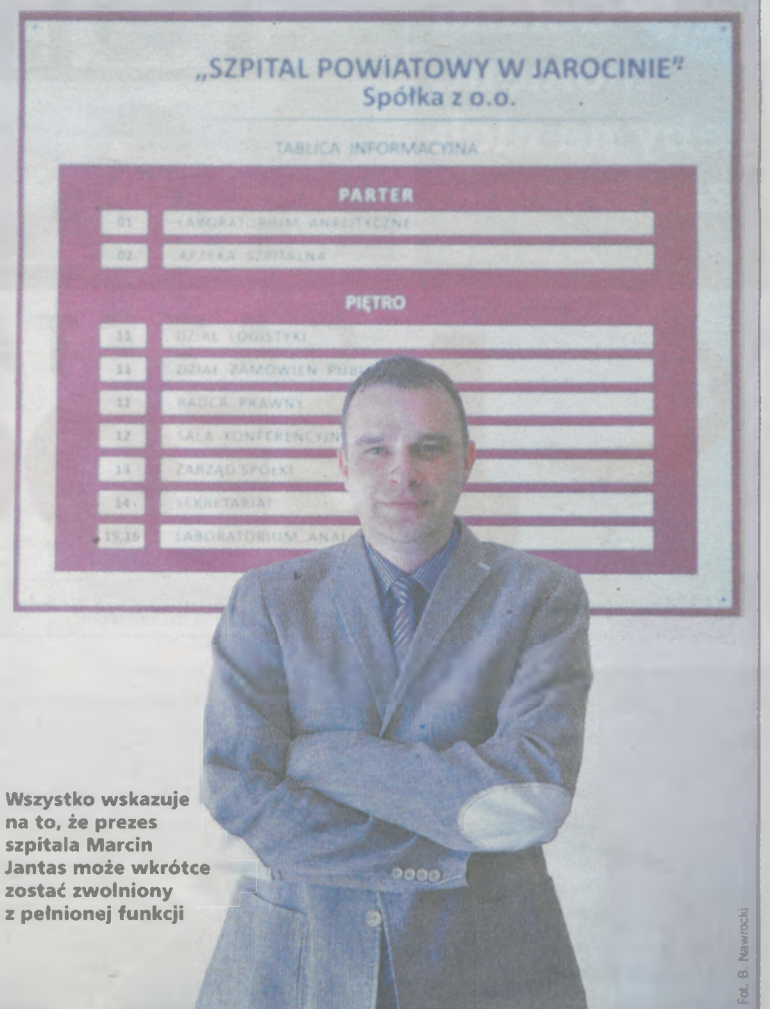 „SZPITAL POWIATOWY W JAROCINIE”
Spółka z o.o.
TABLICA INFORMACYJNA
PARTER
01 LABORATORIUM ANALITYCZNE
02 APTEKA SZPITALNA
PIĘTRO
11 DZIAŁ LOGISTYKI
11 DZIAŁ ZAMÓWIEŃ PUB
11 RADCA PRAWNY
12 SALA KONFERENCYJN
13 ZARZĄD SPÓŁKI
14 SEKRETARIAT
15,16 LABORATORIUM ANAL
Wszystko wskazuje
na to, że prezes
szpitala Marcin
Jantas może wkrótce
zostać zwolniony
z pełnionej funkcji
Fot. B. Nawrocki